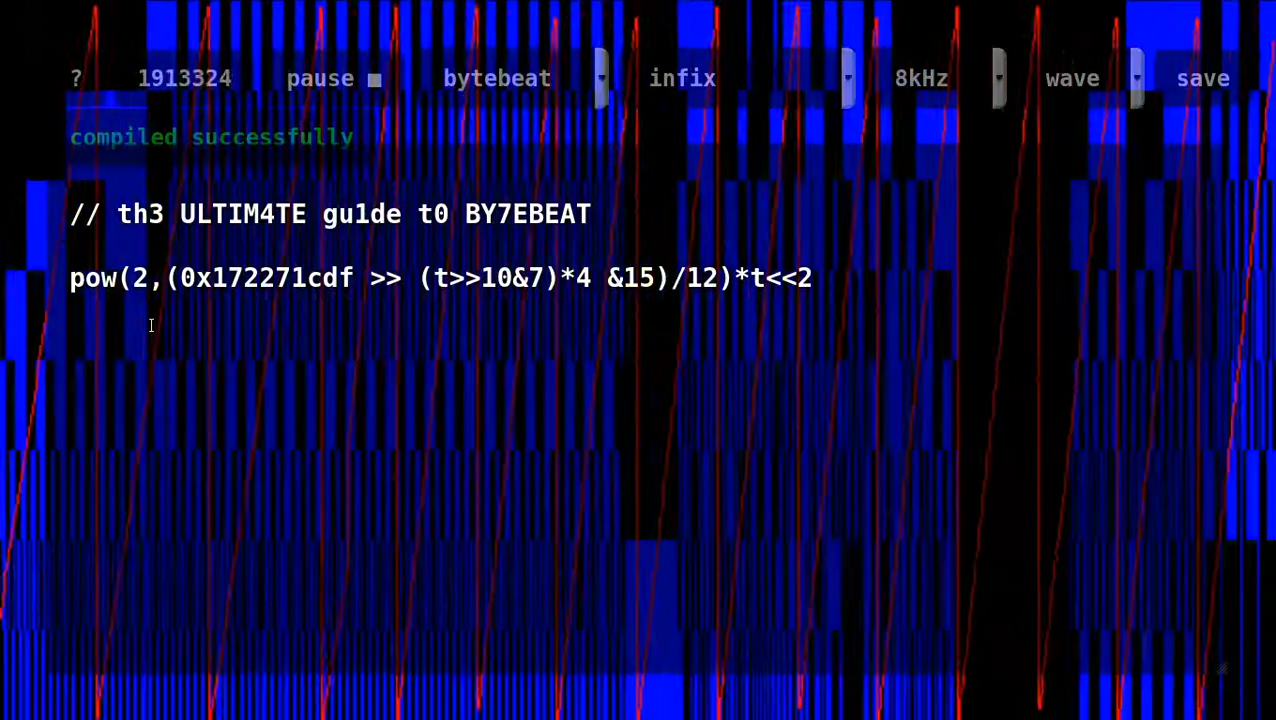 ? 1913324 pause ■ bytebeat infix 8kHz wave save
compiled successfully
// th3 ULTIM4TE gu1de t0 BY7EBEAT
pow(2,(0x172271cdf >> (t>>10&7)*4 &15)/12)*t<<2